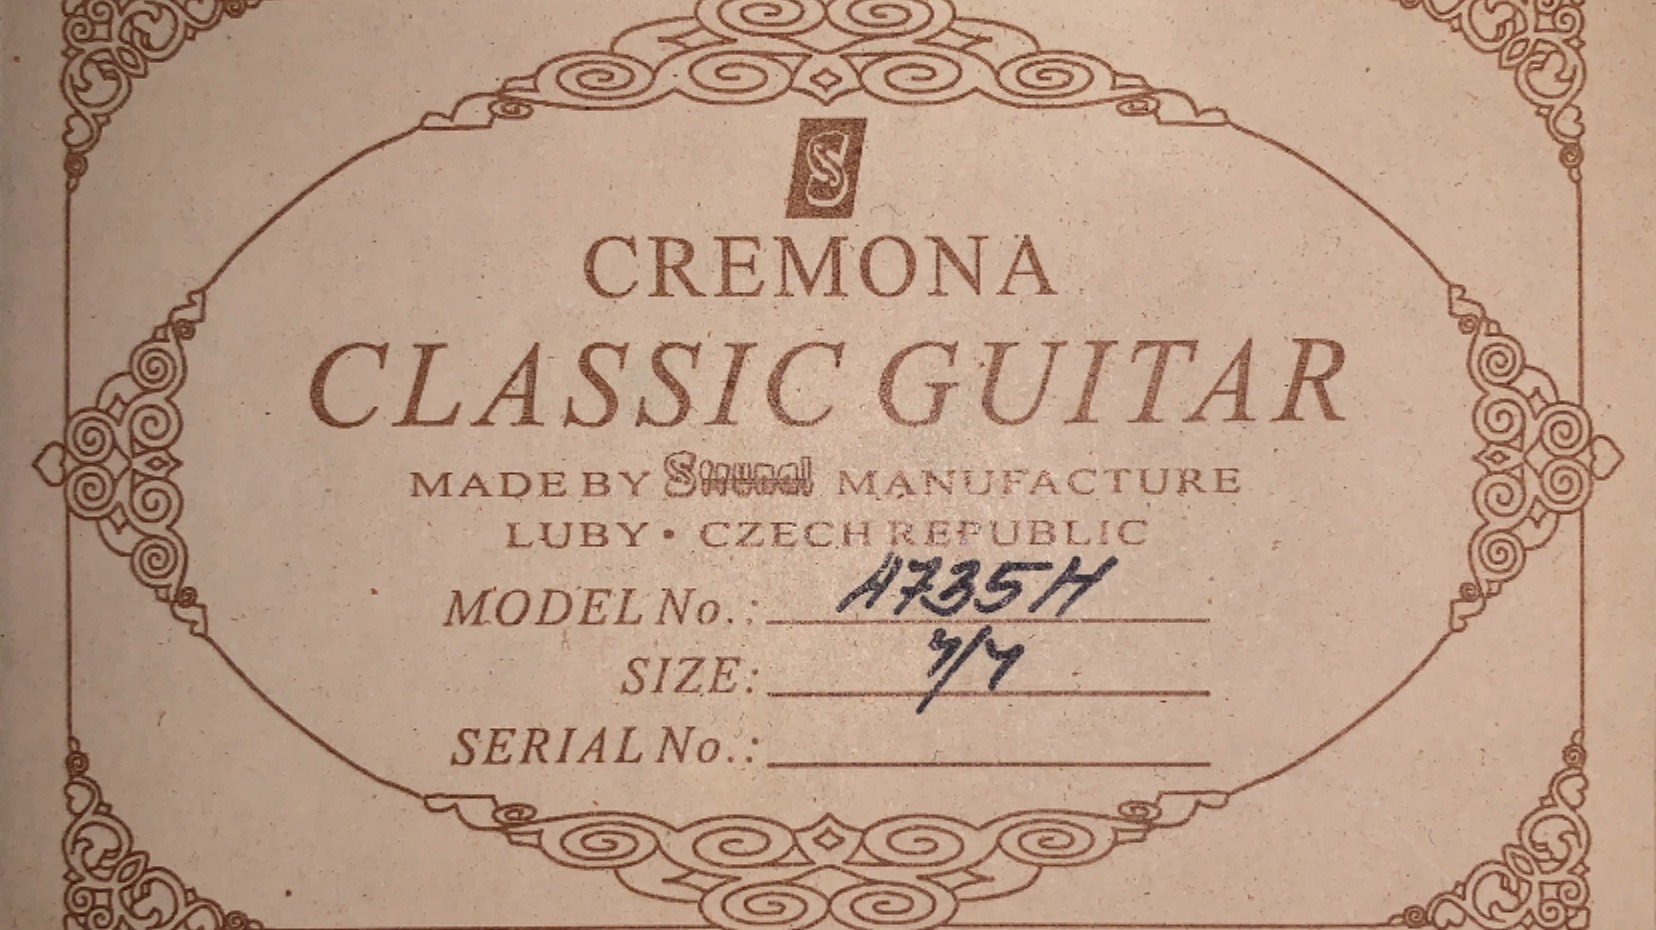 S
CREMONA
CLASSIC GUITAR
MADE BY Strunal MANUFACTURE
LUBY • CZECH REPUBLIC
MODEL No.: A735H
SIZE: 4/4
SERIAL No.: